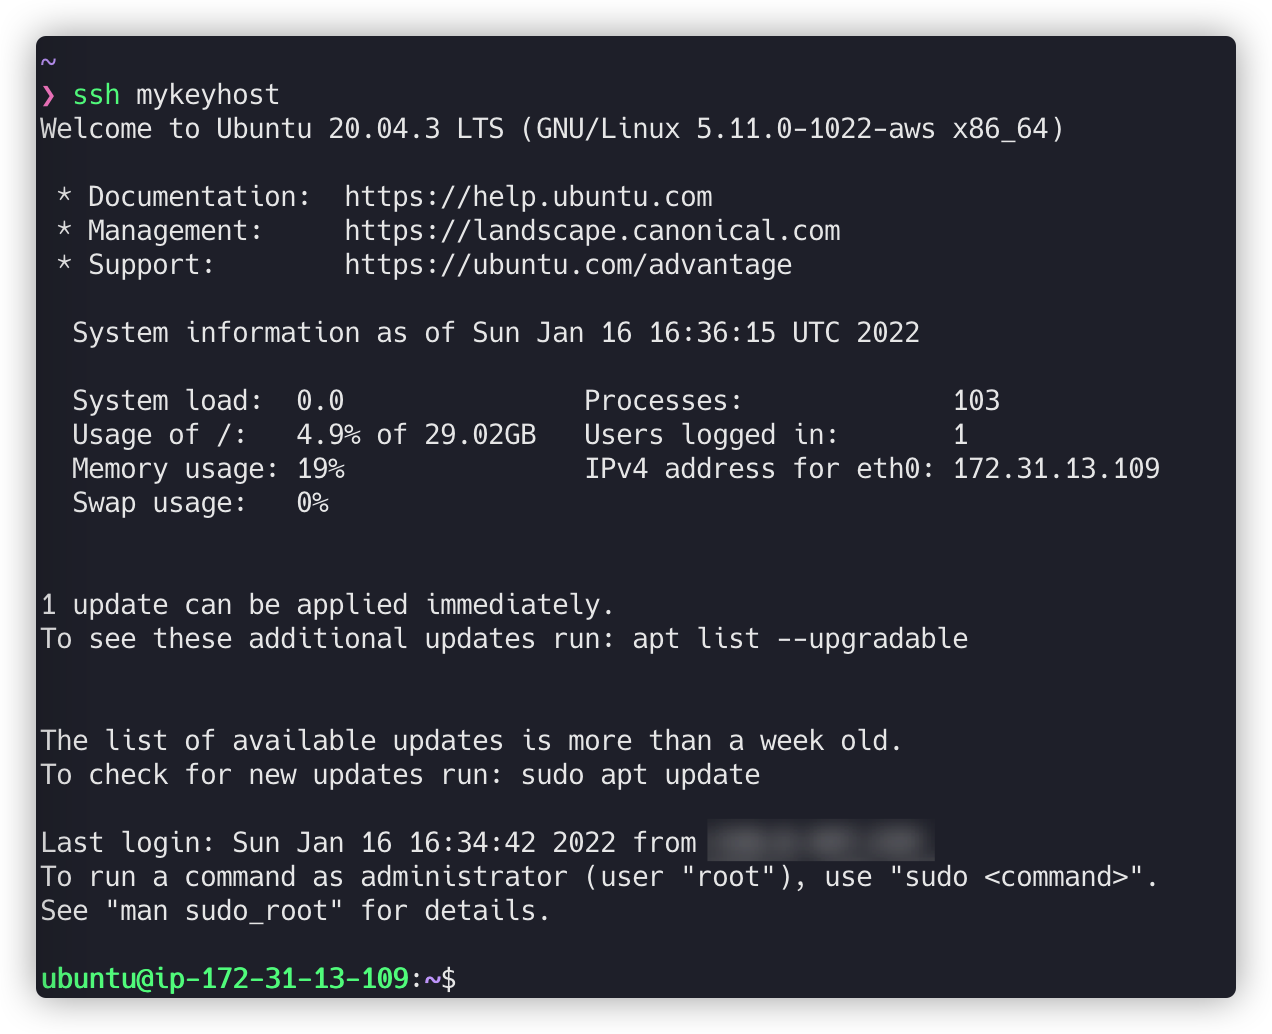 ~
❯ ssh mykeyhost
Welcome to Ubuntu 20.04.3 LTS (GNU/Linux 5.11.0-1022-aws x86_64)
* Documentation:  https://help.ubuntu.com
* Management:     https://landscape.canonical.com
* Support:        https://ubuntu.com/advantage
System information as of Sun Jan 16 16:36:15 UTC 2022
System load:  0.0               Processes:             103
Usage of /:   4.9% of 29.02GB   Users logged in:       1
Memory usage: 19%               IPv4 address for eth0: 172.31.13.109
Swap usage:   0%
1 update can be applied immediately.
To see these additional updates run: apt list --upgradable
The list of available updates is more than a week old.
To check for new updates run: sudo apt update
Last login: Sun Jan 16 16:34:42 2022 from
To run a command as administrator (user "root"), use "sudo <command>".
See "man sudo_root" for details.
ubuntu@ip-172-31-13-109:~$